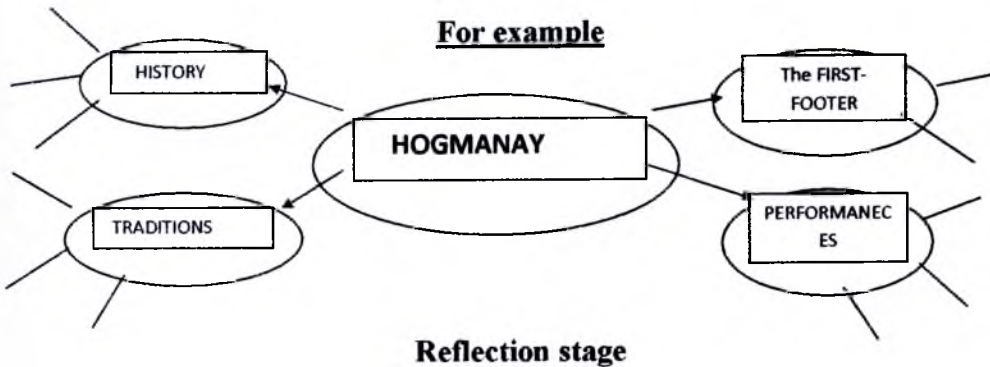 For example
HISTORY
The FIRST-
FOOTER
HOGMANAY
TRADITIONS
PERFORMANEC
ES
Reflection stage